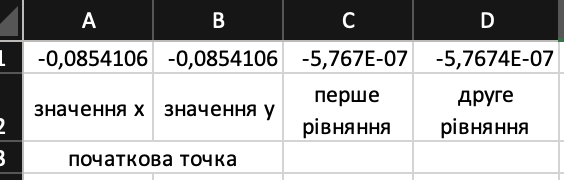 A B C D
1 -0,0854106 -0,0854106 -5,767E-07 -5,7674E-07
2 значення x значення y перше рівняння друге рівняння
3 початкова точка